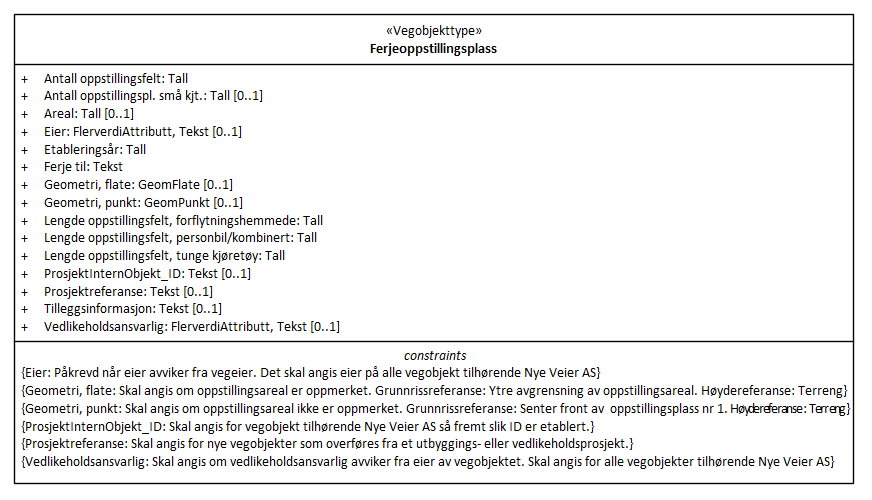 «Vegobjekttype»
Ferjeoppstillingsplass
+ Antall oppstillingsfelt: Tall
+ Antall oppstillingspl. små kjt.: Tall [0..1]
+ Areal: Tall [0..1]
+ Eier: FlerverdiAttributt, Tekst [0..1]
+ Etableringsår: Tall
+ Ferje til: Tekst
+ Geometri, flate: GeomFlate [0..1]
+ Geometri, punkt: GeomPunkt [0..1]
+ Lengde oppstillingsfelt, forflytningshemmede: Tall
+ Lengde oppstillingsfelt, personbil/kombinert: Tall
+ Lengde oppstillingsfelt, tunge kjøretøy: Tall
+ ProsjektInternObjekt_ID: Tekst [0..1]
+ Prosjektreferanse: Tekst [0..1]
+ Tilleggsinformasjon: Tekst [0..1]
+ Vedlikeholdsansvarlig: FlerverdiAttributt, Tekst [0..1]
constraints
{Eier: Påkrevd når eier avviker fra vegeier. Det skal angis eier på alle vegobjekt tilhørende Nye Veier AS}
{Geometri, flate: Skal angis om oppstillingsareal er oppmerket. Grunnrissreferanse: Ytre avgrensning av oppstillingsareal. Høydereferanse: Terreng}
{Geometri, punkt: Skal angis om oppstillingsareal ikke er oppmerket. Grunnrissreferanse: Senter front av oppstillingsplass nr 1. Høydereferanse: Terreng}
{ProsjektInternObjekt_ID: Skal angis for vegobjekt tilhørende Nye Veier AS så fremt slik ID er etablert.}
{Prosjektreferanse: Skal angis for nye vegobjekter som overføres fra et utbyggings- eller vedlikeholdsprosjekt.}
{Vedlikeholdsansvarlig: Skal angis om vedlikeholdsansvarlig avviker fra eier av vegobjektet. Skal angis for alle vegobjekter tilhørende Nye Veier AS}